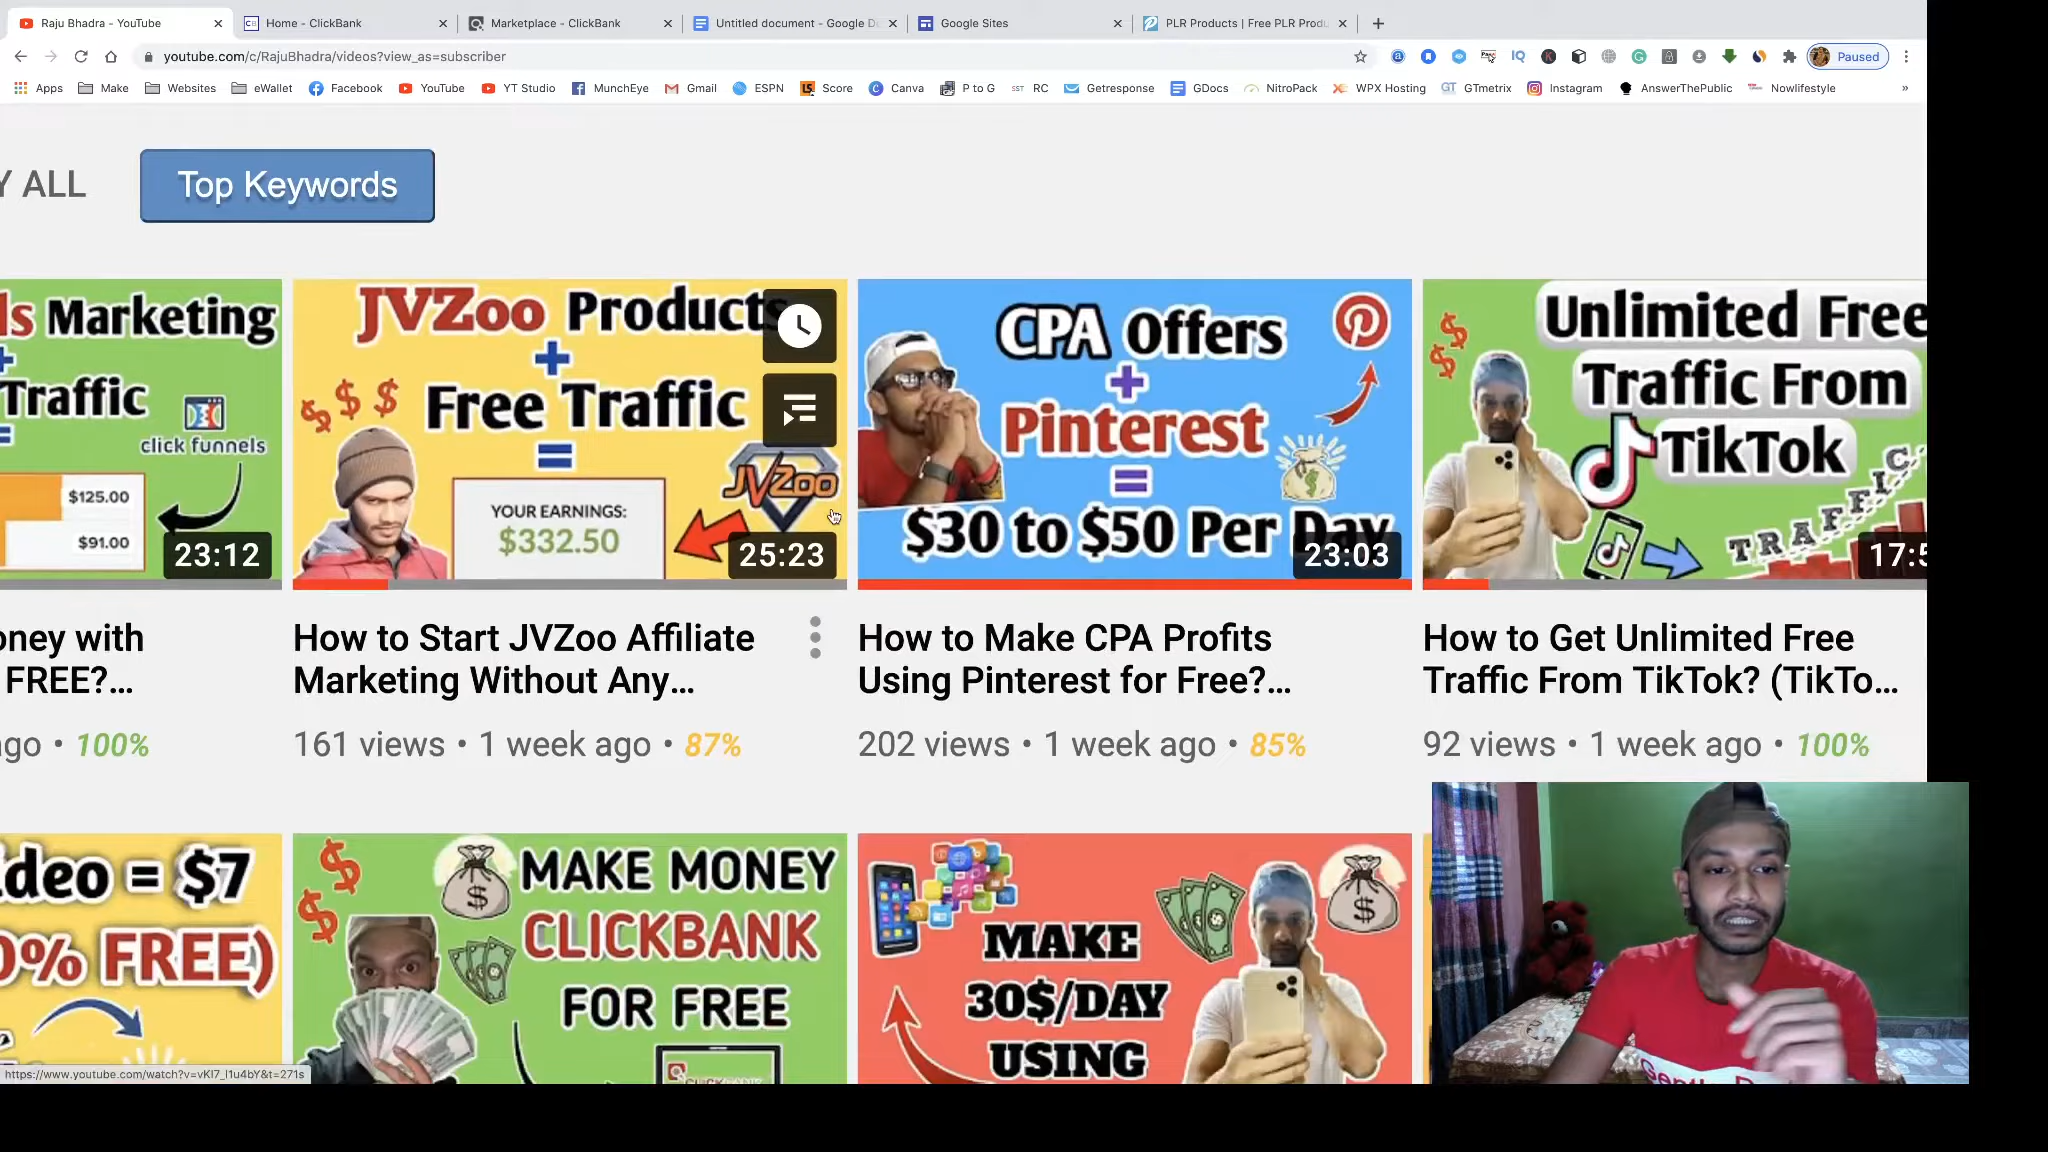 Raju Bhadra - YouTube
Home - ClickBank
Marketplace - ClickBank
Untitled document - Google D
Google Sites
PLR Products | Free PLR Produ
youtube.com/c/RajuBhadra/videos?view_as=subscriber
Paused
Apps
Make
Websites
eWallet
Facebook
YouTube
YT Studio
MunchEye
Gmail
ESPN
Score
Canva
P to G
RC
Getresponse
GDocs
NitroPack
WPX Hosting
GTmetrix
Instagram
AnswerThePublic
Nowlifestyle
Y ALL
Top Keywords
ls Marketing
Traffic
click funnels
$125.00
$91.00
23:12
JVZoo Products
+
Free Traffic
=
YOUR EARNINGS:
$332.50
JVZoo
25:23
CPA Offers
+
Pinterest
=
$30 to $50 Per Day
23:03
Unlimited Free
Traffic From
TikTok
TRAFFIC
17:5
oney with
FREE?...
ago • 100%
How to Start JVZoo Affiliate
Marketing Without Any...
161 views • 1 week ago • 87%
How to Make CPA Profits
Using Pinterest for Free?...
202 views • 1 week ago • 85%
How to Get Unlimited Free
Traffic From TikTok? (TikTo...
92 views • 1 week ago • 100%
ideo = $7
0% FREE)
MAKE MONEY
CLICKBANK
FOR FREE
MAKE
30$/DAY
USING
https://www.youtube.com/watch?v=vKI7_l1u4bY&t=271s